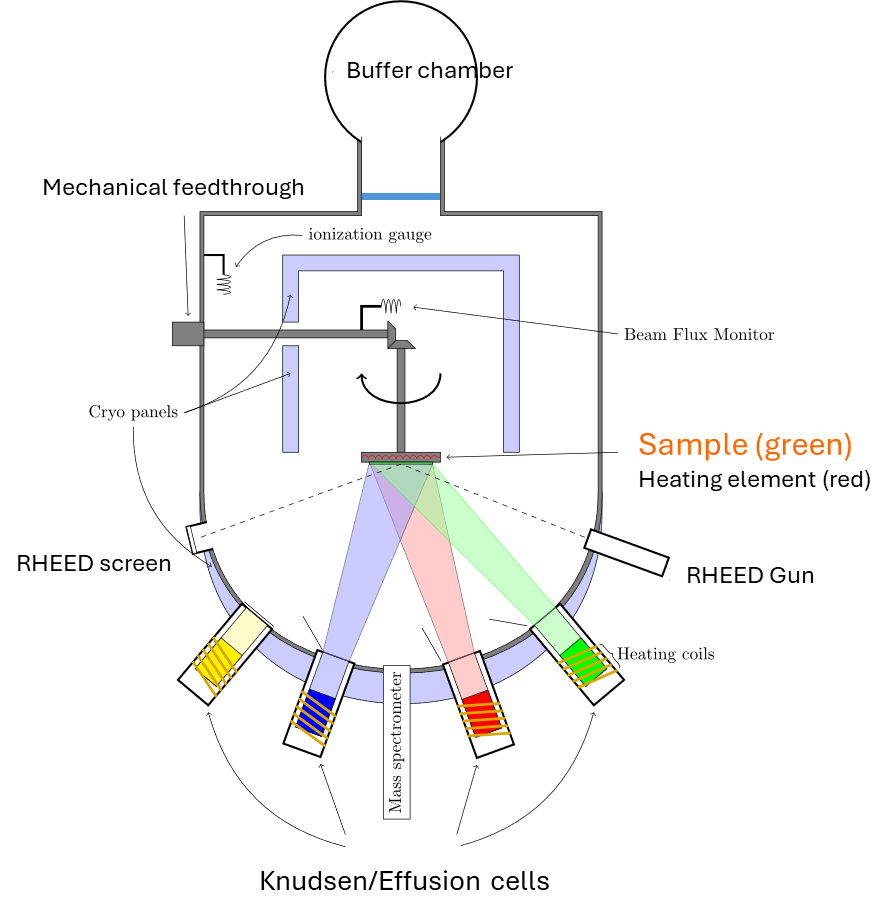 Buffer chamber
Mechanical feedthrough
ionization gauge
Beam Flux Monitor
Cryo panels
Sample (green)
Heating element (red)
RHEED screen
RHEED Gun
Heating coils
Mass spectrometer
Knudsen/Effusion cells